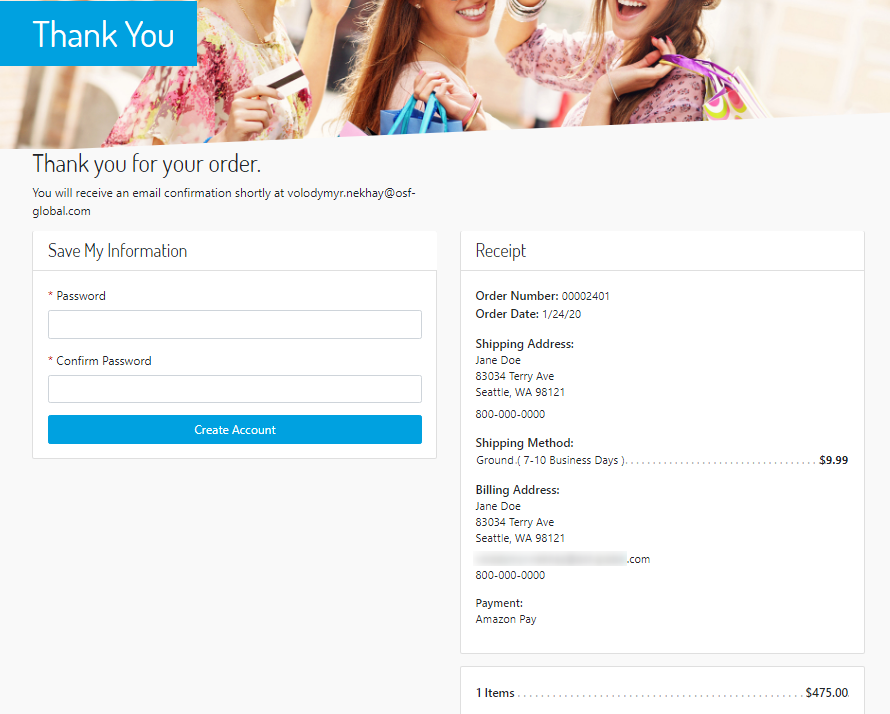 Thank You
Thank you for your order.
You will receive an email confirmation shortly at volodymyr.nekhay@osf-
global.com
Save My Information
* Password
* Confirm Password
Create Account
Receipt
Order Number: 00002401
Order Date: 1/24/20
Shipping Address:
Jane Doe
83034 Terry Ave
Seattle, WA 98121
800-000-0000
Shipping Method:
Ground ( 7-10 Business Days ) $9.99
Billing Address:
Jane Doe
83034 Terry Ave
Seattle, WA 98121
.com
800-000-0000
Payment:
Amazon Pay
1 Items $475.00